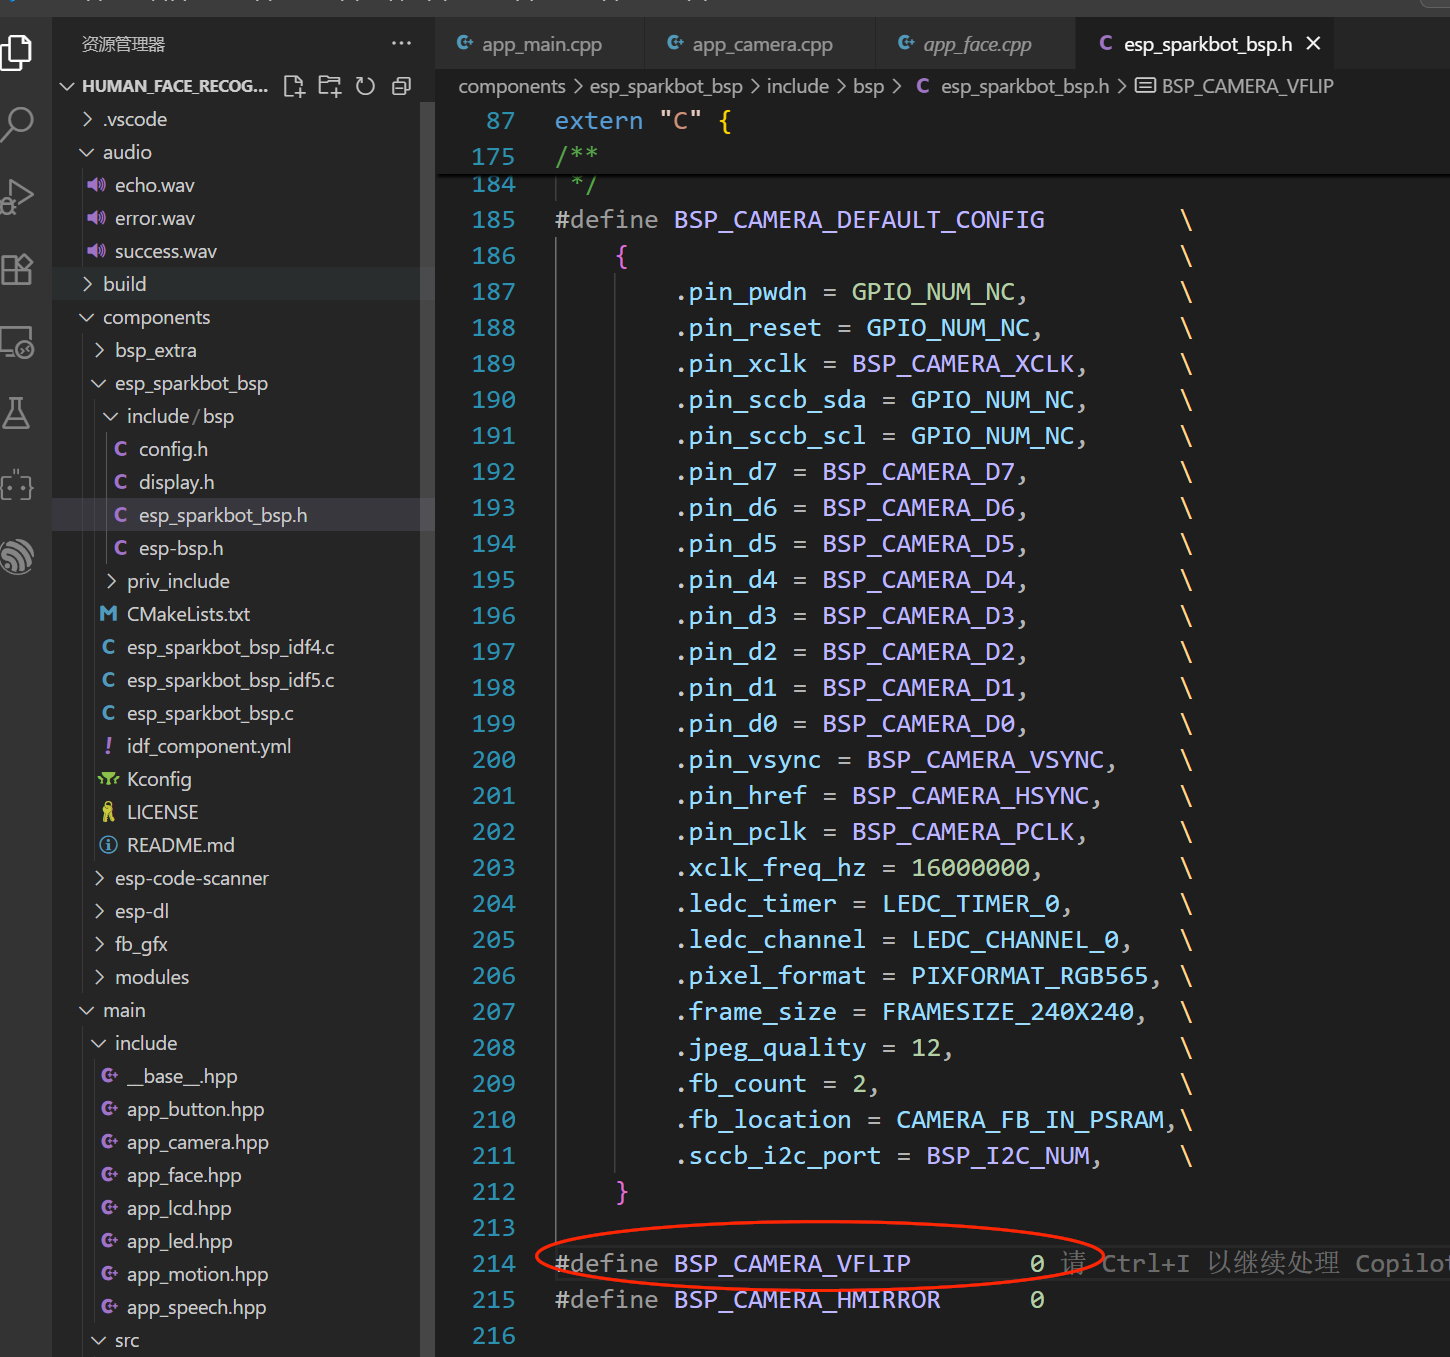 资源管理器
HUMAN_FACE_RECOG...
.vscode
audio
echo.wav
error.wav
success.wav
build
components
bsp_extra
esp_sparkbot_bsp
include/bsp
config.h
display.h
esp_sparkbot_bsp.h
esp-bsp.h
priv_include
CMakeLists.txt
esp_sparkbot_bsp_idf4.c
esp_sparkbot_bsp_idf5.c
esp_sparkbot_bsp.c
idf_component.yml
Kconfig
LICENSE
README.md
esp-code-scanner
esp-dl
fb_gfx
modules
main
include
__base__.hpp
app_button.hpp
app_camera.hpp
app_face.hpp
app_lcd.hpp
app_led.hpp
app_motion.hpp
app_speech.hpp
src
app_main.cpp app_camera.cpp app_face.cpp esp_sparkbot_bsp.h
components > esp_sparkbot_bsp > include > bsp > C esp_sparkbot_bsp.h > BSP_CAMERA_VFLIP
87 extern "C" {
175 /**
184 */
185 #define BSP_CAMERA_DEFAULT_CONFIG \
186 { \
187 .pin_pwdn = GPIO_NUM_NC, \
188 .pin_reset = GPIO_NUM_NC, \
189 .pin_xclk = BSP_CAMERA_XCLK, \
190 .pin_sccb_sda = GPIO_NUM_NC, \
191 .pin_sccb_scl = GPIO_NUM_NC, \
192 .pin_d7 = BSP_CAMERA_D7, \
193 .pin_d6 = BSP_CAMERA_D6, \
194 .pin_d5 = BSP_CAMERA_D5, \
195 .pin_d4 = BSP_CAMERA_D4, \
196 .pin_d3 = BSP_CAMERA_D3, \
197 .pin_d2 = BSP_CAMERA_D2, \
198 .pin_d1 = BSP_CAMERA_D1, \
199 .pin_d0 = BSP_CAMERA_D0, \
200 .pin_vsync = BSP_CAMERA_VSYNC, \
201 .pin_href = BSP_CAMERA_HSYNC, \
202 .pin_pclk = BSP_CAMERA_PCLK, \
203 .xclk_freq_hz = 16000000, \
204 .ledc_timer = LEDC_TIMER_0, \
205 .ledc_channel = LEDC_CHANNEL_0, \
206 .pixel_format = PIXFORMAT_RGB565, \
207 .frame_size = FRAMESIZE_240X240, \
208 .jpeg_quality = 12, \
209 .fb_count = 2, \
210 .fb_location = CAMERA_FB_IN_PSRAM,\
211 .sccb_i2c_port = BSP_I2C_NUM, \
212 }
213
214 #define BSP_CAMERA_VFLIP 0 请 Ctrl+I 以继续处理 Copilot
215 #define BSP_CAMERA_HMIRROR 0
216